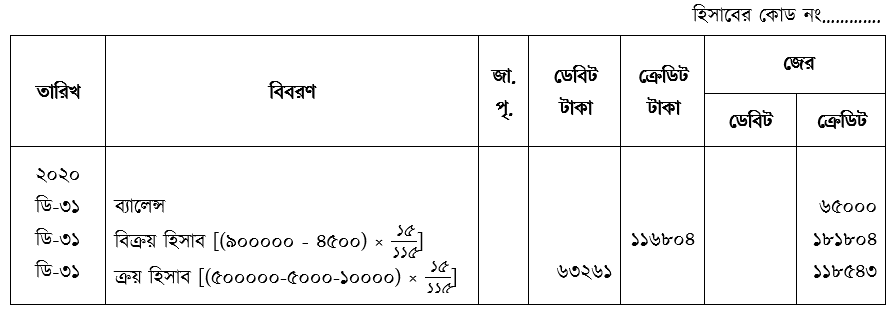 হিসাবের কোড নং.............
তারিখ বিবরণ জা. পৃ. ডেবিট টাকা ক্রেডিট টাকা জের
ডেবিট ক্রেডিট
২০২০
ডি-৩১ ব্যালেন্স ৬৫০০০
ডি-৩১ বিক্রয় হিসাব [(৯০০০০০ - ৪৫০০) × ১৫/১১৫] ১১৬৮০৪ ১৮১৮০৪
ডি-৩১ ক্রয় হিসাব [(৫০০০০০-৫০০০-১০০০০) × ১৫/১১৫] ৬৩২৬১ ১১৮৫৪৩